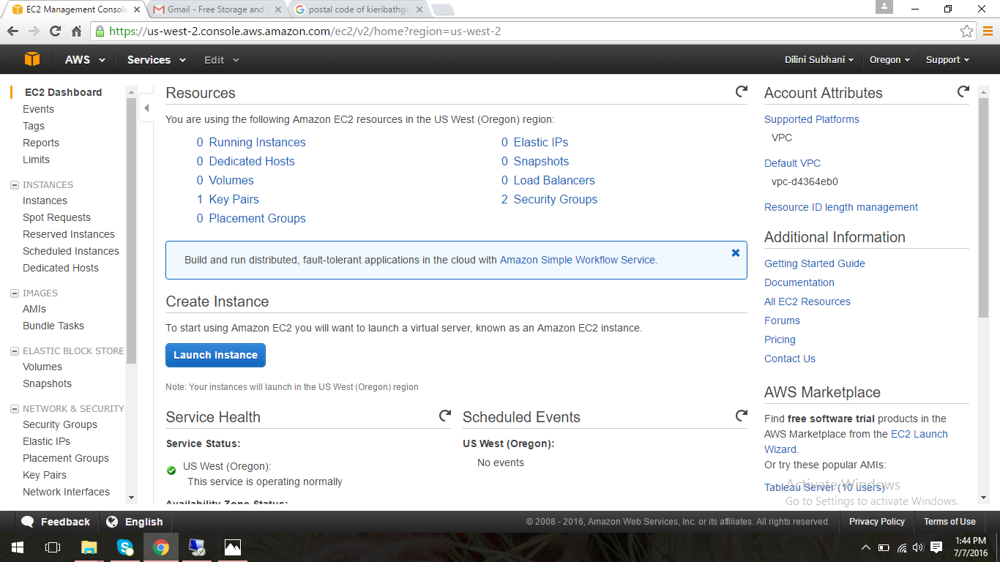 EC2 Management Console
Gmail - Free Storage and
postal code of kieribathg
https://us-west-2.console.aws.amazon.com/ec2/v2/home?region=us-west-2
AWS Services Edit Dilini Subhani Oregon Support
EC2 Dashboard
Events
Tags
Reports
Limits
INSTANCES
Instances
Spot Requests
Reserved Instances
Scheduled Instances
Dedicated Hosts
IMAGES
AMIs
Bundle Tasks
ELASTIC BLOCK STORE
Volumes
Snapshots
NETWORK & SECURITY
Security Groups
Elastic IPs
Placement Groups
Key Pairs
Network Interfaces
Resources
You are using the following Amazon EC2 resources in the US West (Oregon) region:
0 Running Instances
0 Dedicated Hosts
0 Volumes
1 Key Pairs
0 Placement Groups
0 Elastic IPs
0 Snapshots
0 Load Balancers
2 Security Groups
Build and run distributed, fault-tolerant applications in the cloud with Amazon Simple Workflow Service.
Create Instance
To start using Amazon EC2 you will want to launch a virtual server, known as an Amazon EC2 instance.
Launch Instance
Note: Your instances will launch in the US West (Oregon) region
Service Health
Service Status:
US West (Oregon):
This service is operating normally
Availability Zone Status:
Scheduled Events
US West (Oregon):
No events
Account Attributes
Supported Platforms
VPC
Default VPC
vpc-d4364eb0
Resource ID length management
Additional Information
Getting Started Guide
Documentation
All EC2 Resources
Forums
Pricing
Contact Us
AWS Marketplace
Find free software trial products in the
AWS Marketplace from the EC2 Launch
Wizard.
Or try these popular AMIs:
Tableau Server (10 users)
Activate Windows
Go to Settings to activate Windows.
Feedback English © 2008 - 2016, Amazon Web Services, Inc. or its affiliates. All rights reserved. Privacy Policy Terms of Use
1:44 PM
7/7/2016